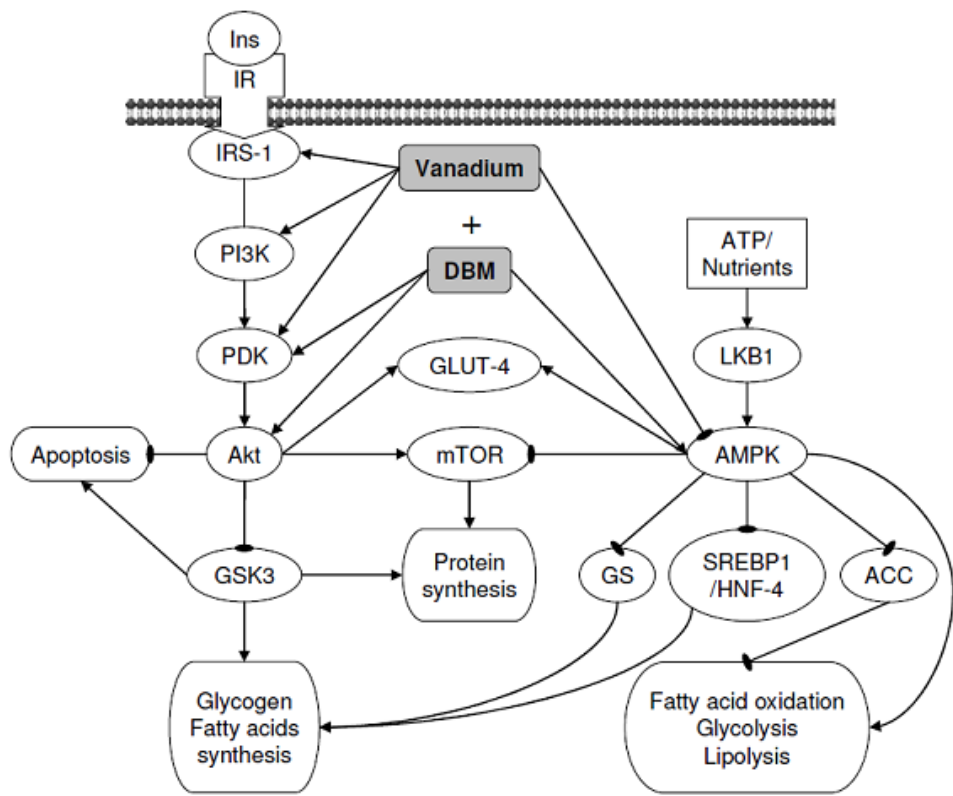 Ins
IR
IRS-1
Vanadium
+
PI3K
DBM
ATP/
Nutrients
PDK
GLUT-4
LKB1
Apoptosis
Akt
mTOR
AMPK
GSK3
Protein
synthesis
GS
SREBP1
/HNF-4
ACC
Glycogen
Fatty acids
synthesis
Fatty acid oxidation
Glycolysis
Lipolysis